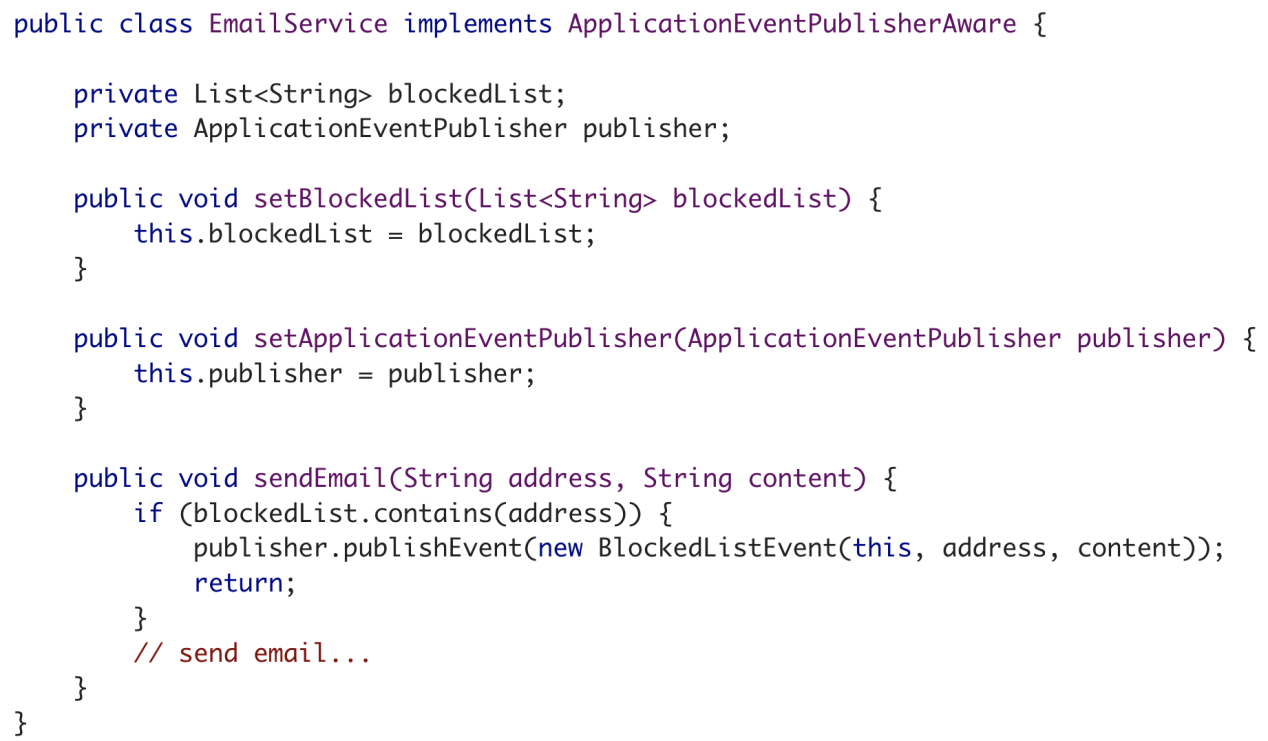 public class EmailService implements ApplicationEventPublisherAware {
private List<String> blockedList;
private ApplicationEventPublisher publisher;
public void setBlockedList(List<String> blockedList) {
this.blockedList = blockedList;
}
public void setApplicationEventPublisher(ApplicationEventPublisher publisher) {
this.publisher = publisher;
}
public void sendEmail(String address, String content) {
if (blockedList.contains(address)) {
publisher.publishEvent(new BlockedListEvent(this, address, content));
return;
}
// send email...
}
}